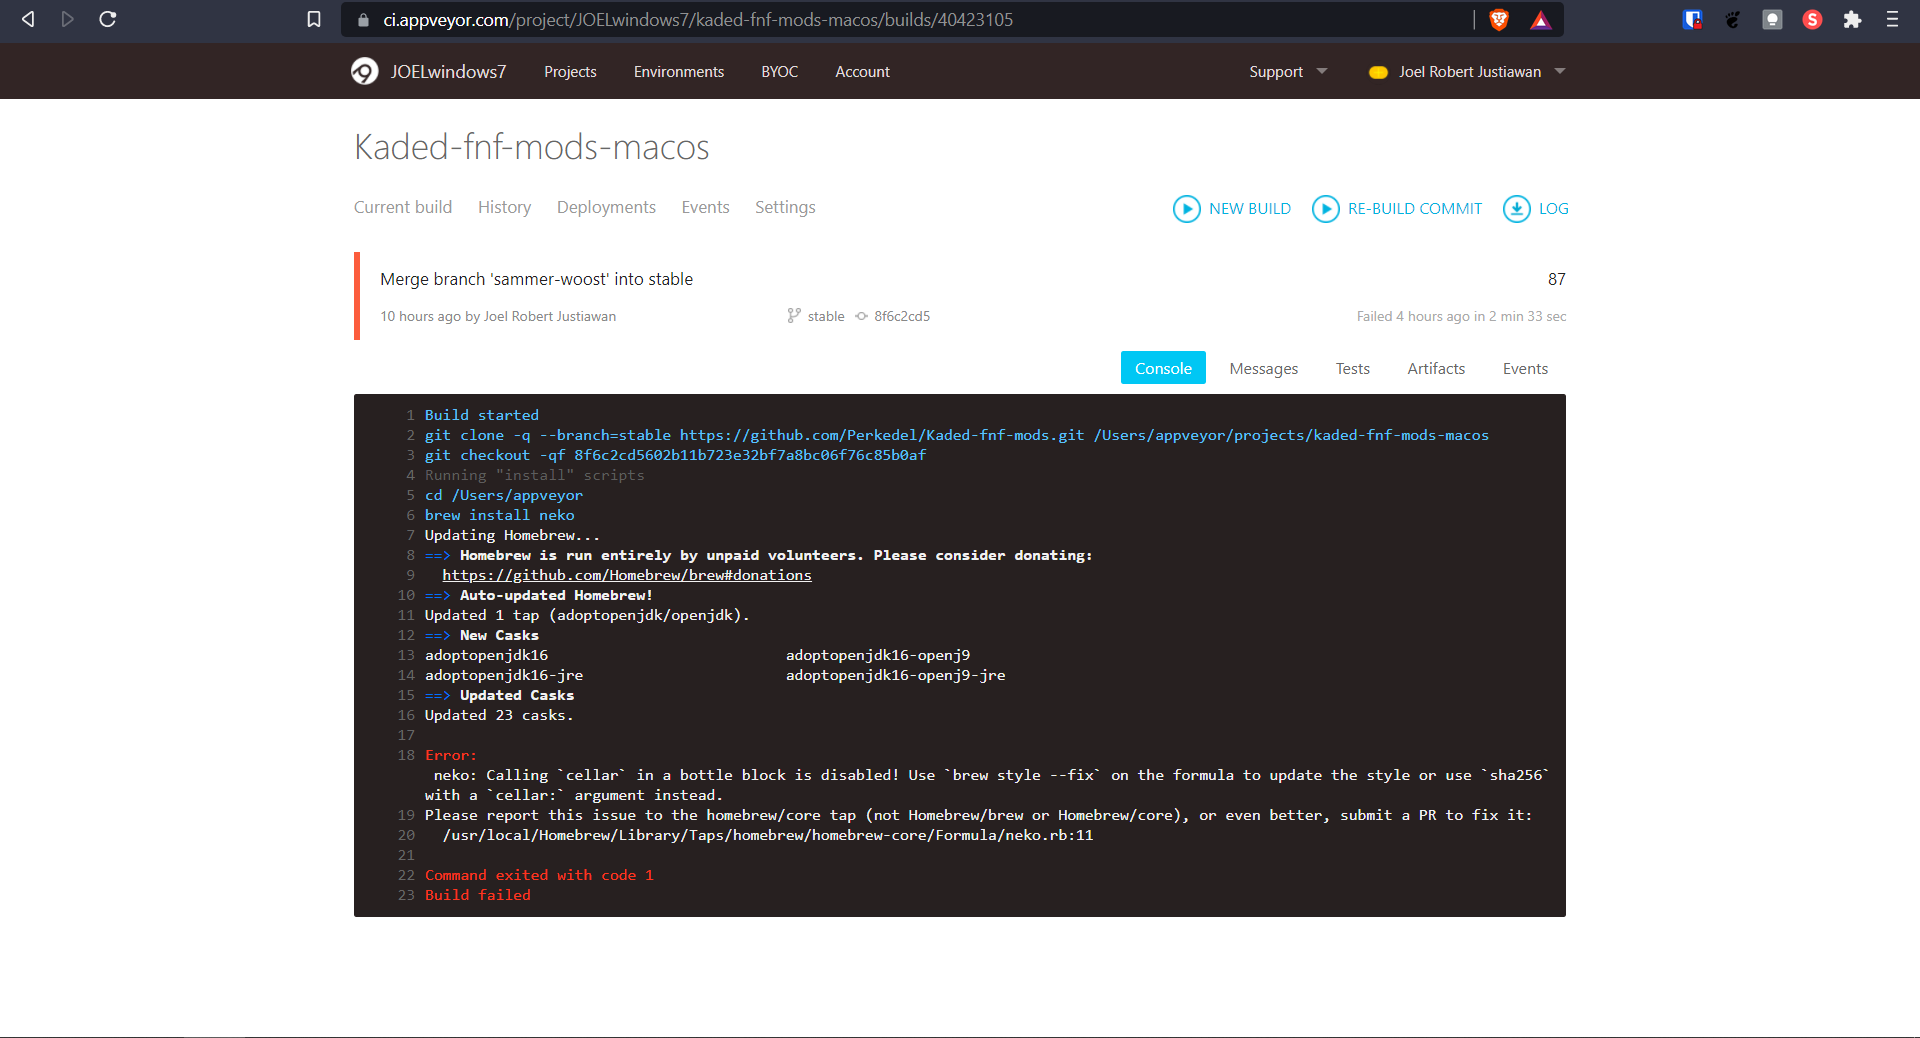 ci.appveyor.com/project/JOELwindows7/kaded-fnf-mods-macos/builds/40423105
S
JOELwindows7 Projects Environments BYOC Account Support Joel Robert Justiawan
Kaded-fnf-mods-macos
Current build History Deployments Events Settings NEW BUILD RE-BUILD COMMIT LOG
Merge branch 'sammer-woost' into stable 87
10 hours ago by Joel Robert Justiawan stable 8f6c2cd5 Failed 4 hours ago in 2 min 33 sec
Console Messages Tests Artifacts Events
1 Build started
2 git clone -q --branch=stable https://github.com/Perkedel/Kaded-fnf-mods.git /Users/appveyor/projects/kaded-fnf-mods-macos
3 git checkout -qf 8f6c2cd5602b11b723e32bf7a8bc06f76c85b0af
4 Running "install" scripts
5 cd /Users/appveyor
6 brew install neko
7 Updating Homebrew...
8 ==> Homebrew is run entirely by unpaid volunteers. Please consider donating:
9 https://github.com/Homebrew/brew#donations
10 ==> Auto-updated Homebrew!
11 Updated 1 tap (adoptopenjdk/openjdk).
12 ==> New Casks
13 adoptopenjdk16 adoptopenjdk16-openj9
14 adoptopenjdk16-jre adoptopenjdk16-openj9-jre
15 ==> Updated Casks
16 Updated 23 casks.
17
18 Error:
neko: Calling `cellar` in a bottle block is disabled! Use `brew style --fix` on the formula to update the style or use `sha256`
with a `cellar:` argument instead.
19 Please report this issue to the homebrew/core tap (not Homebrew/brew or Homebrew/core), or even better, submit a PR to fix it:
20 /usr/local/Homebrew/Library/Taps/homebrew/homebrew-core/Formula/neko.rb:11
21
22 Command exited with code 1
23 Build failed